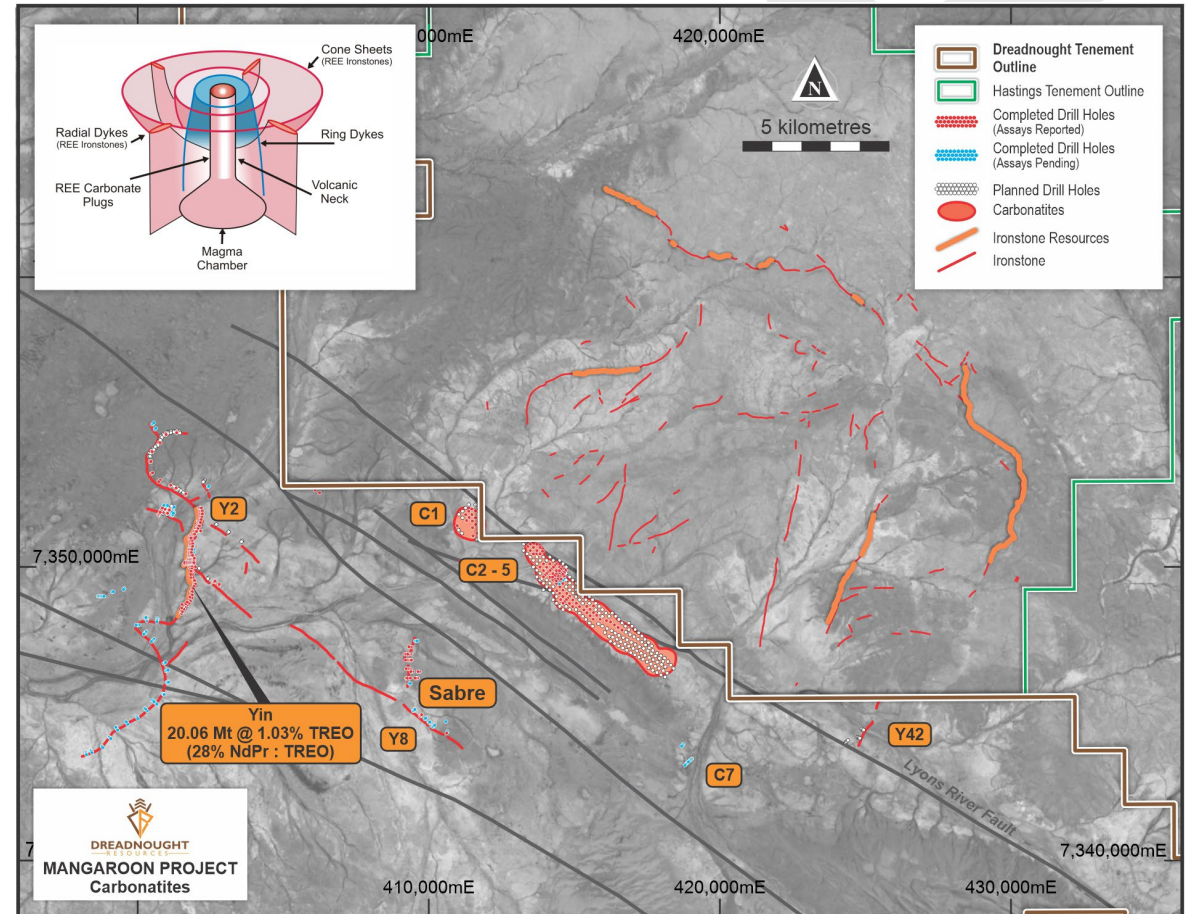 000mE
420,000mE
Cone Sheets
(REE Ironstones)
Radial Dykes
(REE Ironstones)
Ring Dykes
REE Carbonate
Plugs
Volcanic
Neck
Magma
Chamber
N
5 kilometres
Dreadnought Tenement
Outline
Hastings Tenement Outline
Completed Drill Holes
(Assays Reported)
Completed Drill Holes
(Assays Pending)
Planned Drill Holes
Carbonatites
Ironstone Resources
Ironstone
Y2
C1
7,350,000mE
C2 - 5
Sabre
Yin
20.06 Mt @ 1.03% TREO
(28% NdPr : TREO)
Y8
Y42
C7
Lyons River Fault
DREADNOUGHT
RESOURCES
MANGAROON PROJECT
Carbonatites
7
7,340,000mE
410,000mE
420,000mE
430,000mE